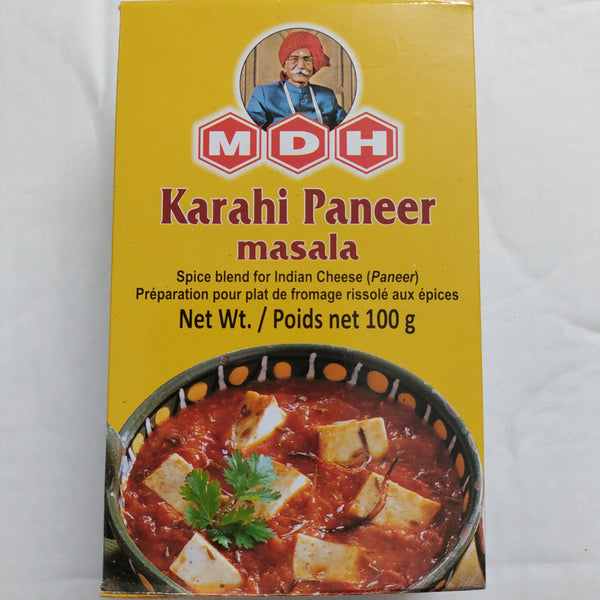 MDH
Karahi Paneer
masala
Spice blend for Indian Cheese (Paneer)
Préparation pour plat de fromage rissolé aux épices
Net Wt. / Poids net 100 g